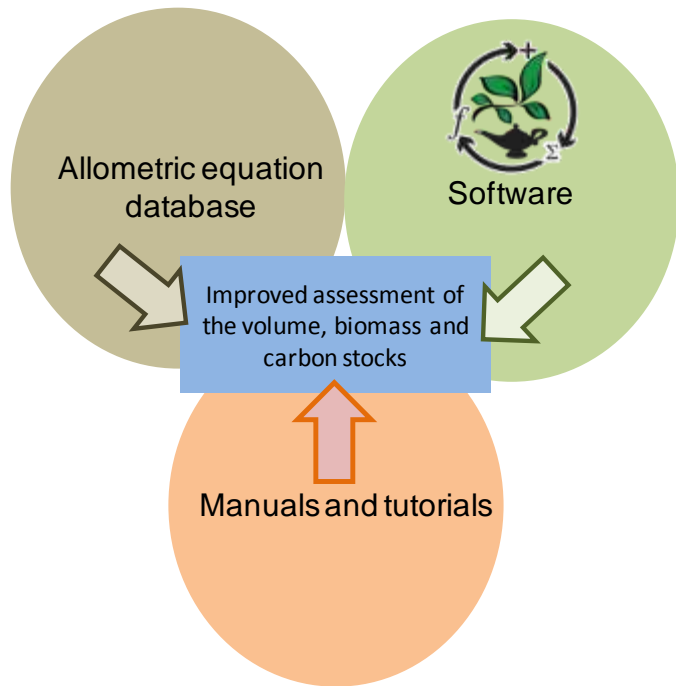 Allometric equation
database
+
f
Σ
Software
Improved assessment of
the volume, biomass and
carbon stocks
Manuals and tutorials